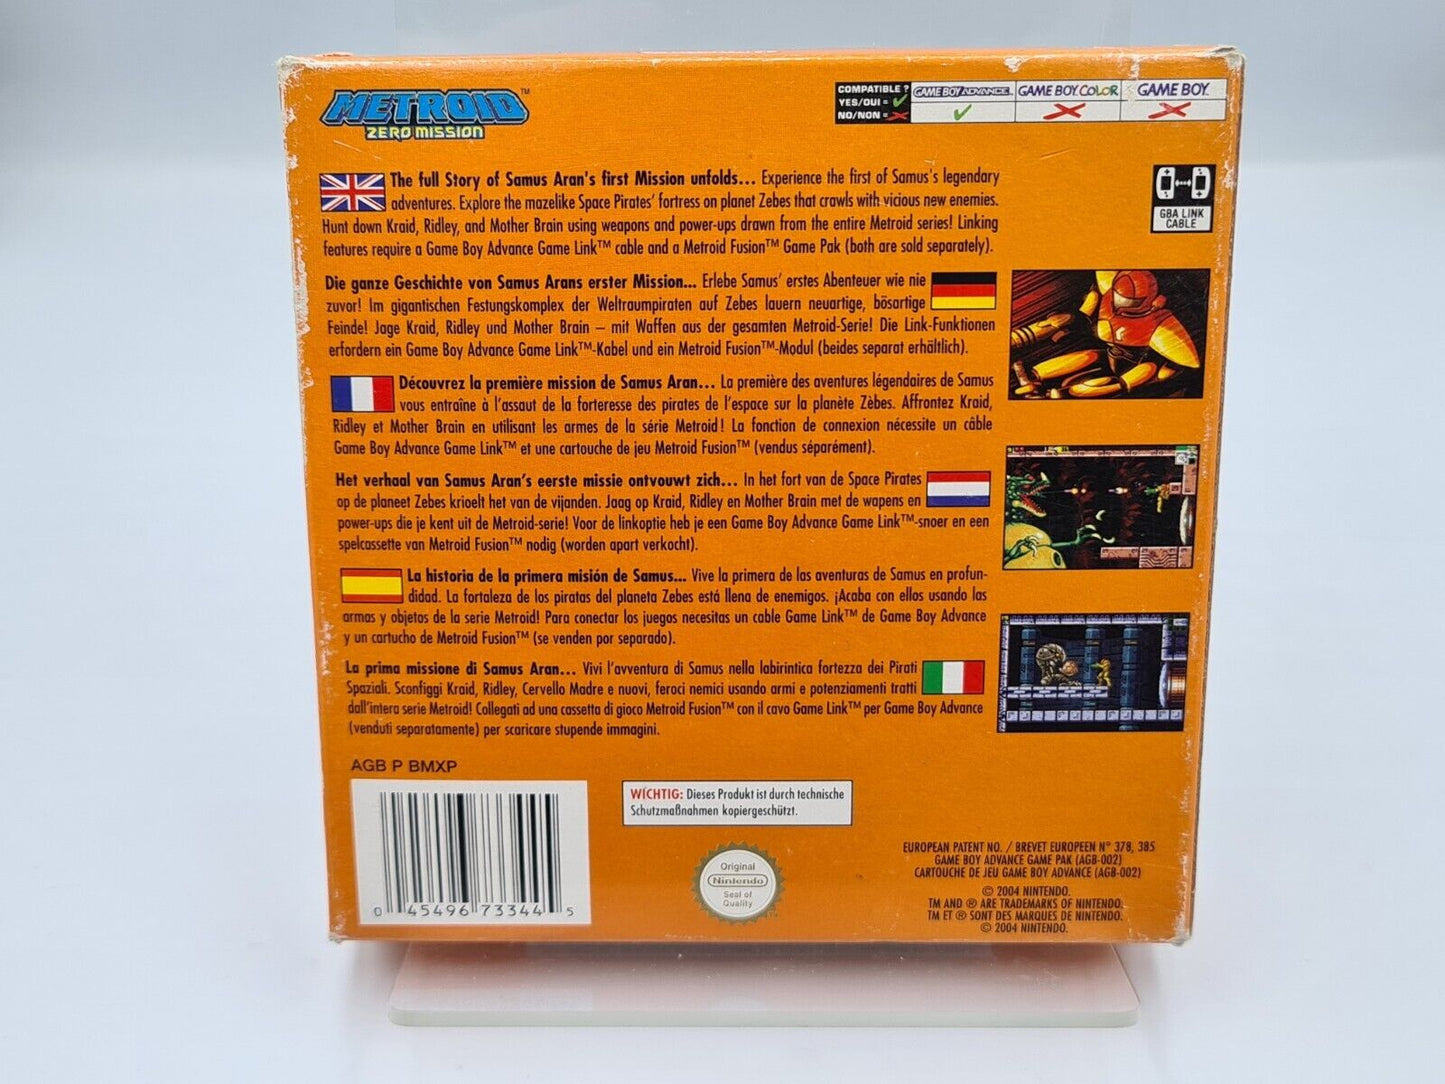 METROID™
ZERO MISSION
COMPATIBLE ?
YES/OUI =
NO/NON =
GAME BOY ADVANCE™
GAME BOY COLOR
GAME BOY™
GBA LINK
CABLE
The full Story of Samus Aran's first Mission unfolds... Experience the first of Samus's legendary
adventures. Explore the mazelike Space Pirates' fortress on planet Zebes that crawls with vicious new enemies.
Hunt down Kraid, Ridley, and Mother Brain using weapons and power-ups drawn from the entire Metroid series! Linking
features require a Game Boy Advance Game Link™ cable and a Metroid Fusion™ Game Pak (both are sold separately).
Die ganze Geschichte von Samus Arans erster Mission... Erlebe Samus' erstes Abenteuer wie nie
zuvor! Im gigantischen Festungskomplex der Weltraumpiraten auf Zebes lauern neuartige, bösartige
Feinde! Jage Kraid, Ridley und Mother Brain – mit Waffen aus der gesamten Metroid-Serie! Die Link-Funktionen
erfordern ein Game Boy Advance Game Link™-Kabel und ein Metroid Fusion™-Modul (beides separat erhältlich).
Découvrez la première mission de Samus Aran... La première des aventures légendaires de Samus
vous entraîne à l'assaut de la forteresse des pirates de l'espace sur la planète Zèbes. Affrontez Kraid,
Ridley et Mother Brain en utilisant les armes de la série Metroid! La fonction de connexion nécessite un câble
Game Boy Advance Game Link™ et une cartouche de jeu Metroid Fusion™ (vendus séparément).
Het verhaal van Samus Aran's eerste missie ontvouwt zich... In het fort van de Space Pirates
op de planeet Zebes krioelt het van de vijanden. Jaag op Kraid, Ridley en Mother Brain met de wapens en
power-ups die je kent uit de Metroid-serie! Voor de linkoptie heb je een Game Boy Advance Game Link™-snoer en een
spelcassette van Metroid Fusion™ nodig (worden apart verkocht).
La historia de la primera misión de Samus... Vive la primera de las aventuras de Samus en profun-
didad. La fortaleza de los piratas del planeta Zebes está llena de enemigos. ¡Acaba con ellos usando las
armas y objetos de la serie Metroid! Para conectar los juegos necesitas un cable Game Link™ de Game Boy Advance
y un cartucho de Metroid Fusion™ (se venden por separado).
La prima missione di Samus Aran... Vivi l'avventura di Samus nella labirintica fortezza dei Pirati
Spaziali. Sconfiggi Kraid, Ridley, Cervello Madre e nuovi, feroci nemici usando armi e potenziamenti tratti
dall'intera serie Metroid! Collegati ad una cassetta di gioco Metroid Fusion™ con il cavo Game Link™ per Game Boy Advance
(venduti separatamente) per scaricare stupende immagini.
AGB P BMXP
0 45496 73344 5
WICHTIG: Dieses Produkt ist durch technische
Schutzmaßnahmen kopiergeschützt.
Original
Nintendo
Seal of
Quality
EUROPEAN PATENT NO. / BREVET EUROPEEN N° 378, 385
GAME BOY ADVANCE GAME PAK (AGB-002)
CARTOUCHE DE JEU GAME BOY ADVANCE (AGB-002)
© 2004 NINTENDO.
TM AND ® ARE TRADEMARKS OF NINTENDO.
TM ET ® SONT DES MARQUES DE NINTENDO.
© 2004 NINTENDO.